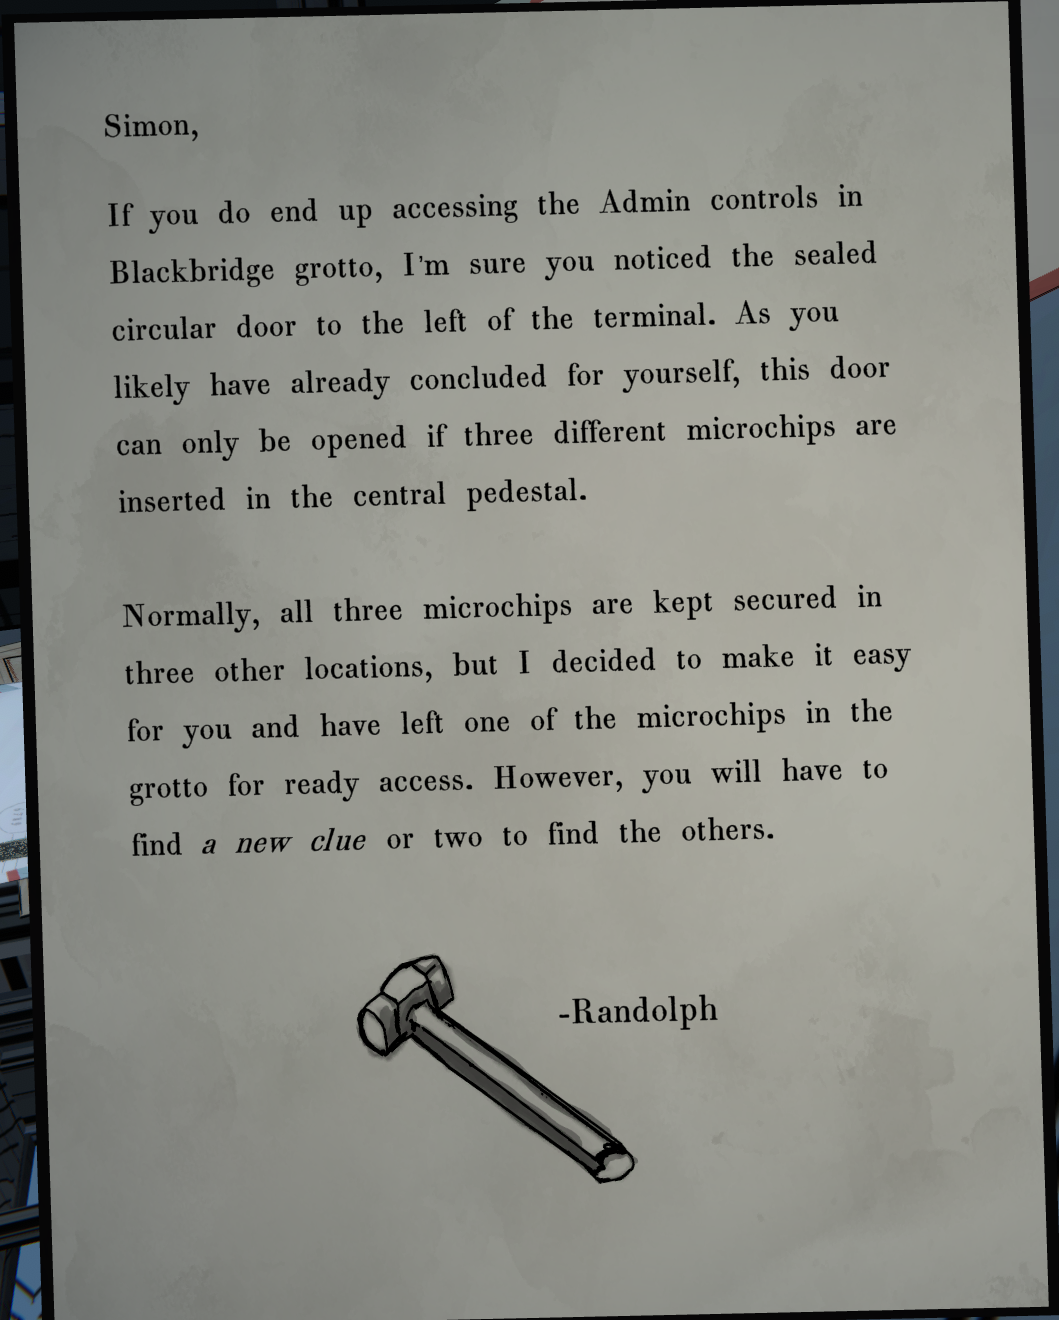 Simon,
If you do end up accessing the Admin controls in
Blackbridge grotto, I'm sure you noticed the sealed
circular door to the left of the terminal. As you
likely have already concluded for yourself, this door
can only be opened if three different microchips are
inserted in the central pedestal.
Normally, all three microchips are kept secured in
three other locations, but I decided to make it easy
for you and have left one of the microchips in the
grotto for ready access. However, you will have to
find a new clue or two to find the others.
-Randolph